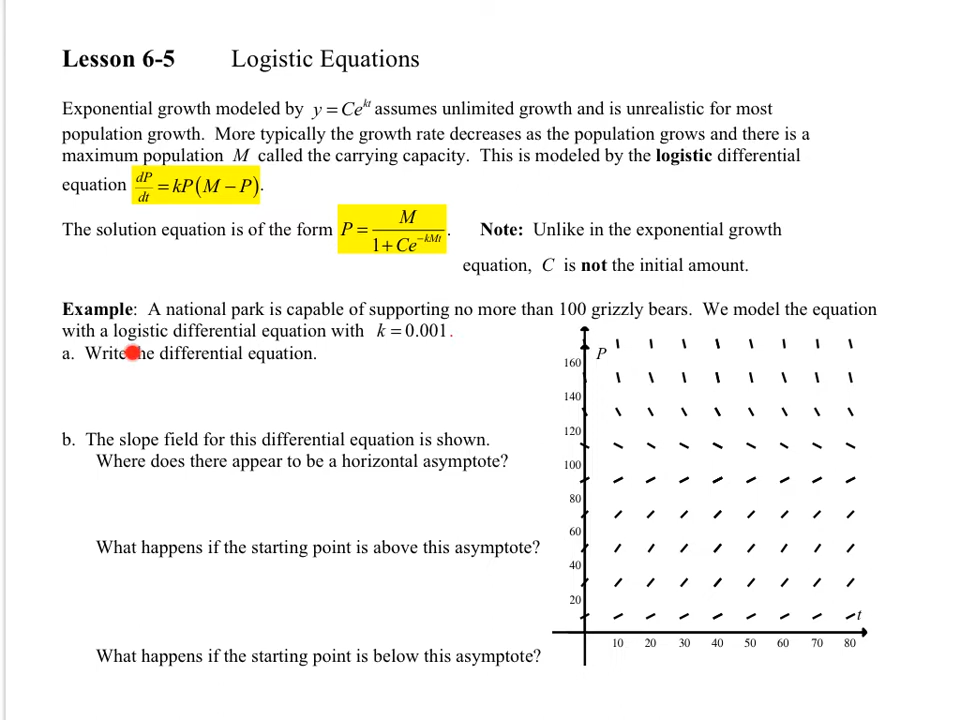 Lesson 6-5 Logistic Equations
Exponential growth modeled by y = Ce^{kt} assumes unlimited growth and is unrealistic for most
population growth. More typically the growth rate decreases as the population grows and there is a
maximum population M called the carrying capacity. This is modeled by the logistic differential
equation dP/dt = kP(M − P).
The solution equation is of the form P = M/(1 + Ce^{−kMt}). Note: Unlike in the exponential growth
equation, C is not the initial amount.
Example: A national park is capable of supporting no more than 100 grizzly bears. We model the equation
with a logistic differential equation with k = 0.001.
a. Write the differential equation.
b. The slope field for this differential equation is shown.
Where does there appear to be a horizontal asymptote?
What happens if the starting point is above this asymptote?
What happens if the starting point is below this asymptote?
P
160
140
120
100
80
60
40
20
t
10 20 30 40 50 60 70 80